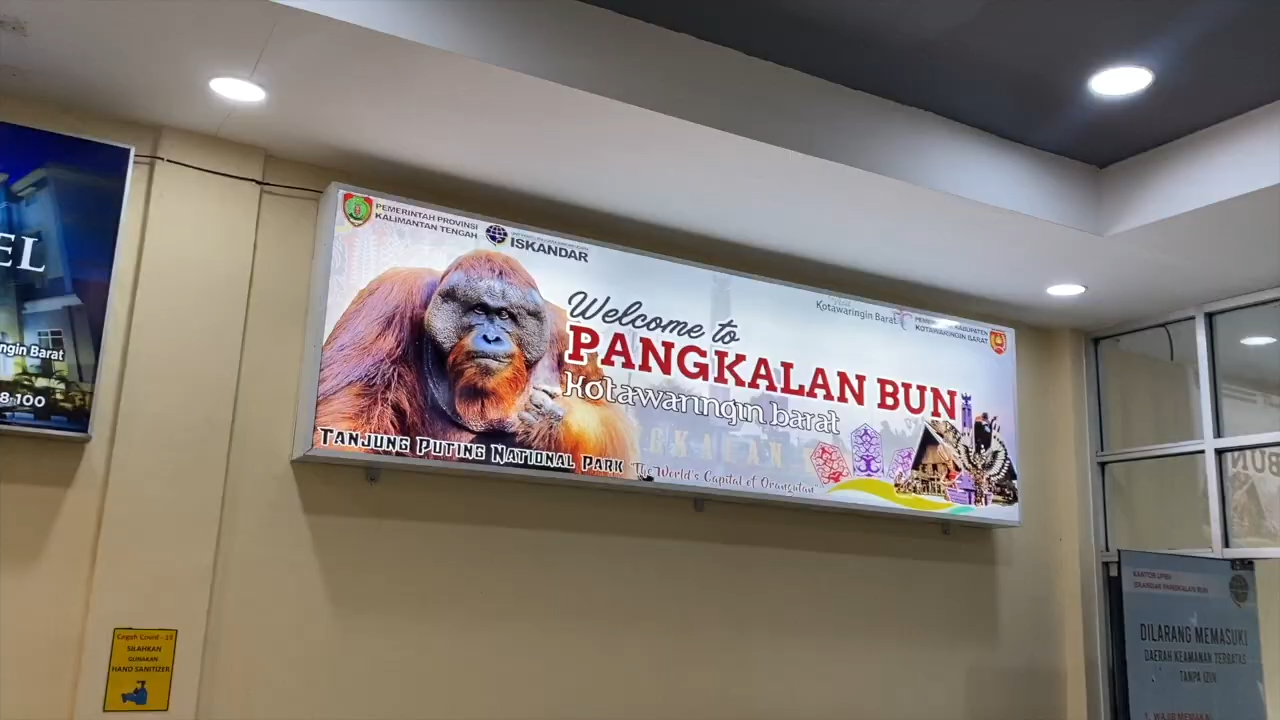 EL
ngin Barat
8 100
PEMERINTAH PROVINSI
KALIMANTAN TENGAH
ISKANDAR
Welcome to
PANGKALAN BUN
Kotawaringin barat
Kotawaringin Barat
KABUPATEN
KOTAWARINGIN BARAT
TANJUNG PUTING NATIONAL PARK
"The World's Capital of Orangutan"
Cegah Covid - 19
SILAHKAN
GUNAKAN
HAND SANITIZER
KANTOR UPBU
ISKANDAR PANGKALAN BUN
DILARANG MEMASUKI
DAERAH KEAMANAN TERBATAS
TANPA IZIN